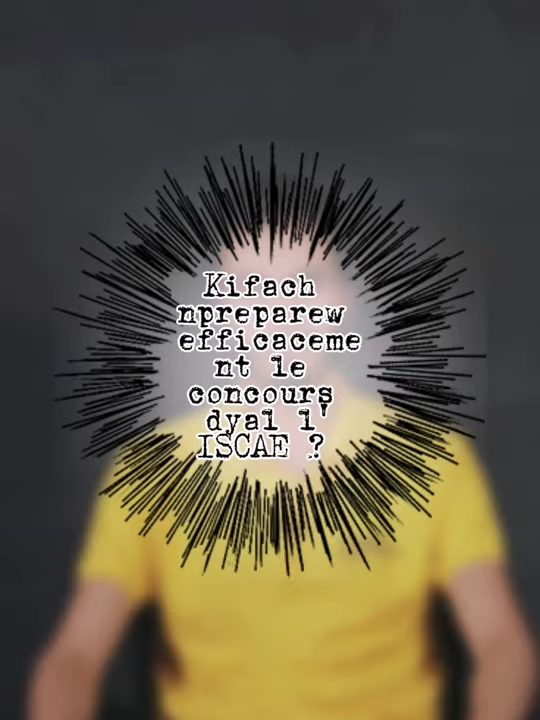 Kifach
npreparew
efficaceme
nt le
concours
dyal l'
ISCAE ?